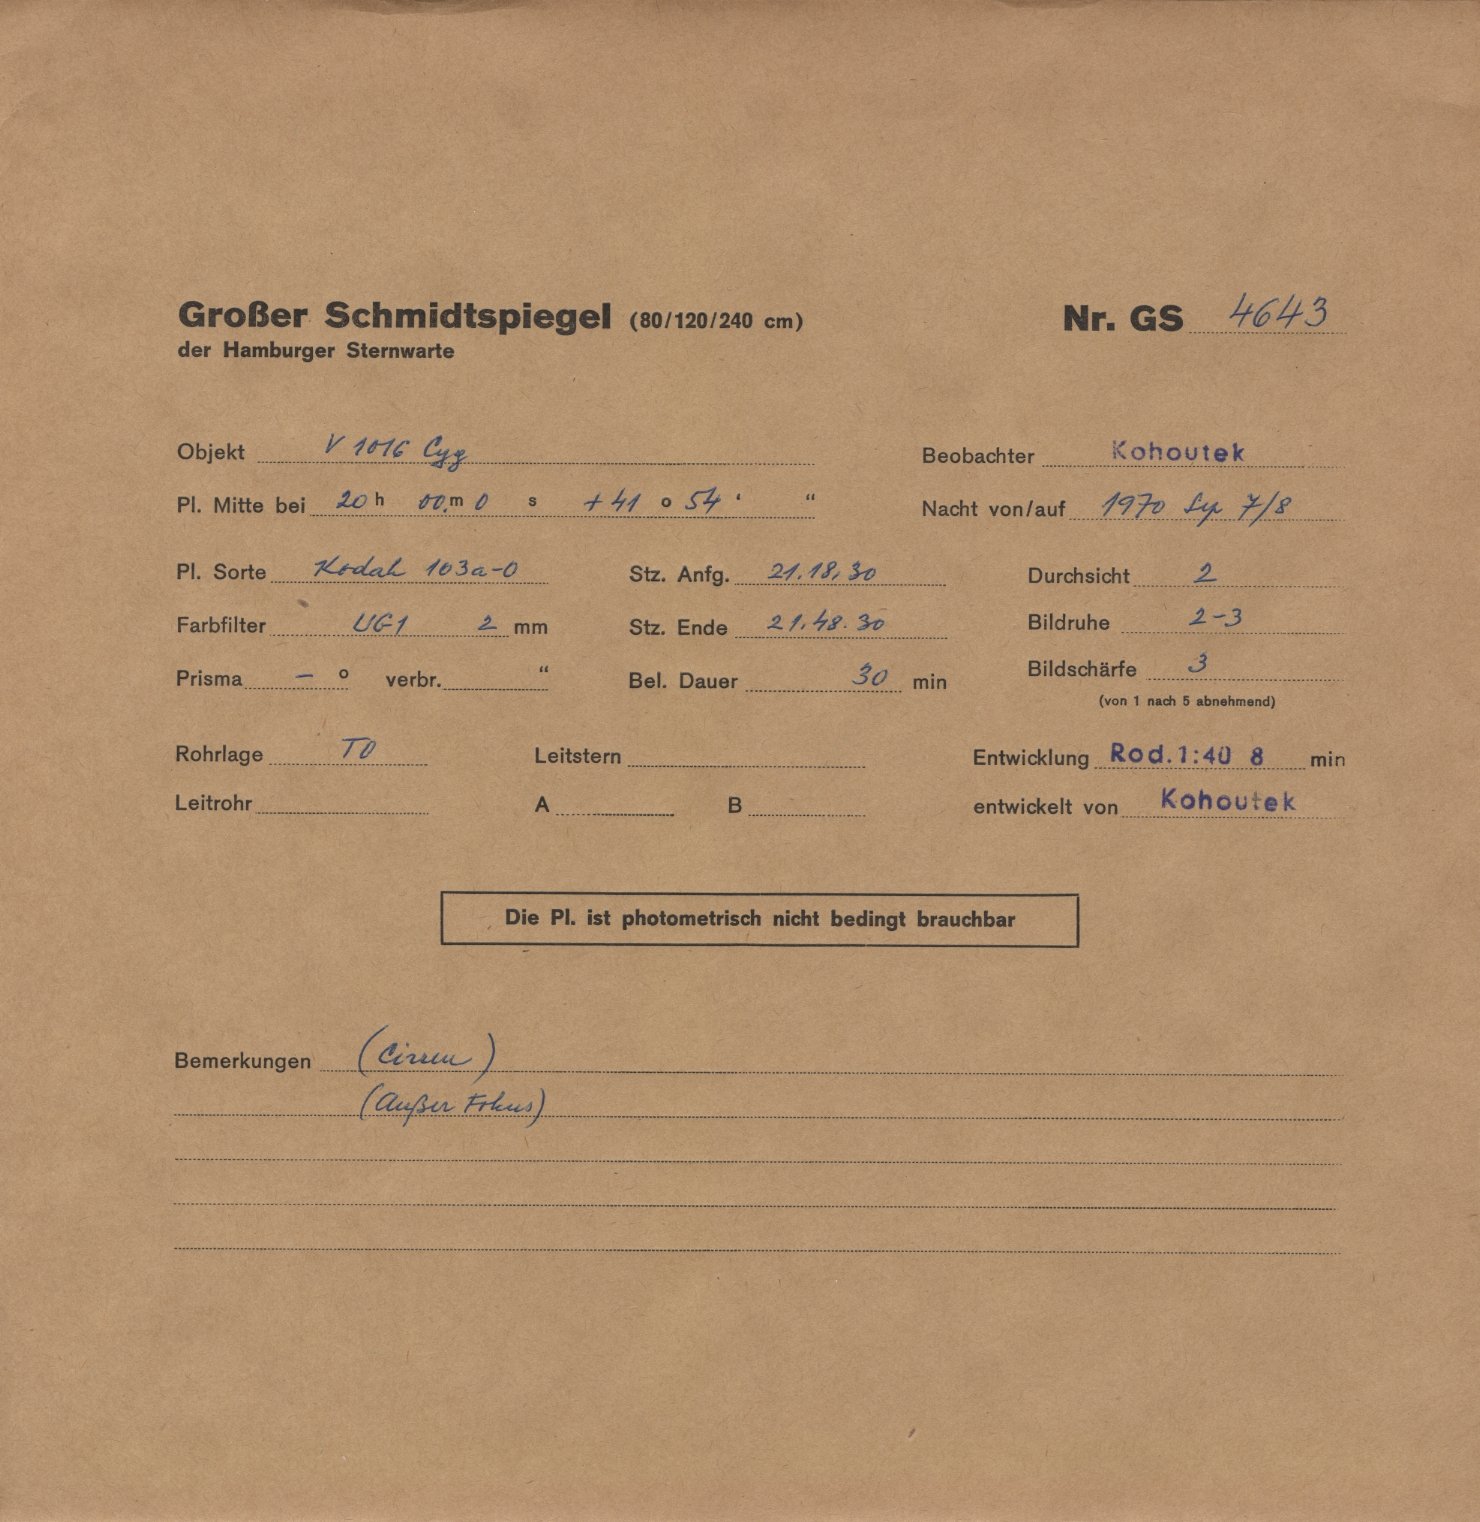 Großer Schmidtspiegel (80/120/240 cm) Nr. GS 4643
der Hamburger Sternwarte
Objekt V 1016 Cyg Beobachter Kohoutek
Pl. Mitte bei 20 h 00. m 0 s + 41 o 54 ‘ “ Nacht von/auf 1970 Sep 7/8
Pl. Sorte Kodak 103a-O Stz. Anfg. 21.18.30 Durchsicht 2
Farbfilter UG1 2 mm Stz. Ende 21.48.30 Bildruhe 2-3
Prisma – o verbr. “ Bel. Dauer 30 min Bildschärfe 3
(von 1 nach 5 abnehmend)
Rohrlage TO Leitstern Entwicklung Rod.1:40 8 min
Leitrohr A B entwickelt von Kohoutek
Die Pl. ist photometrisch nicht bedingt brauchbar
Bemerkungen (Cirren)
(Außer Fokus)